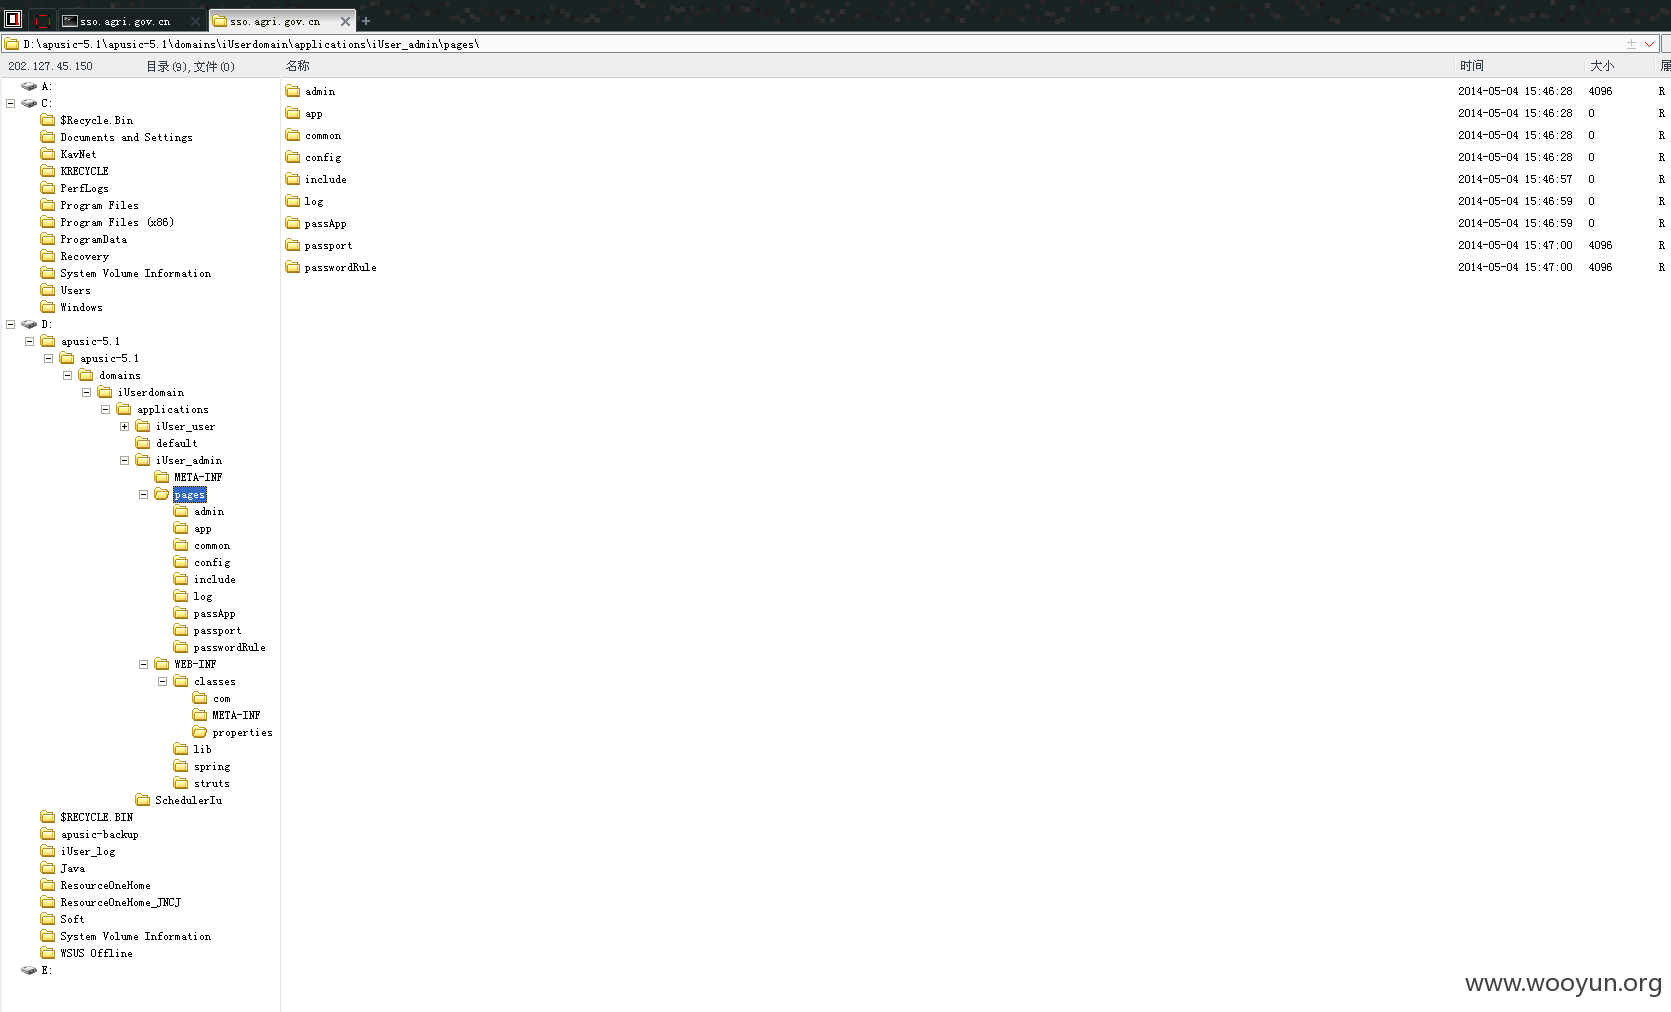 sso.agri.gov.cn
sso.agri.gov.cn
D:\apusic-5.1\apusic-5.1\domains\iUserdomain\applications\iUser_admin\pages\
202.127.45.150 目录(9),文件(0)
名称 时间 大小
A:
C:
$Recycle.Bin
Documents and Settings
KavNet
KRECYCLE
PerfLogs
Program Files
Program Files (x86)
ProgramData
Recovery
System Volume Information
Users
Windows
D:
apusic-5.1
apusic-5.1
domains
iUserdomain
applications
iUser_user
default
iUser_admin
META-INF
pages
admin
app
common
config
include
log
passApp
passport
passwordRule
WEB-INF
classes
com
META-INF
properties
lib
spring
struts
SchedulerIu
$RECYCLE.BIN
apusic-backup
iUser_log
Java
ResourceOneHome
ResourceOneHome_JNCJ
Soft
System Volume Information
WSUS Offline
E:
admin 2014-05-04 15:46:28 4096 R
app 2014-05-04 15:46:28 0 R
common 2014-05-04 15:46:28 0 R
config 2014-05-04 15:46:28 0 R
include 2014-05-04 15:46:57 0 R
log 2014-05-04 15:46:59 0 R
passApp 2014-05-04 15:46:59 0 R
passport 2014-05-04 15:47:00 4096 R
passwordRule 2014-05-04 15:47:00 4096 R
www.wooyun.org